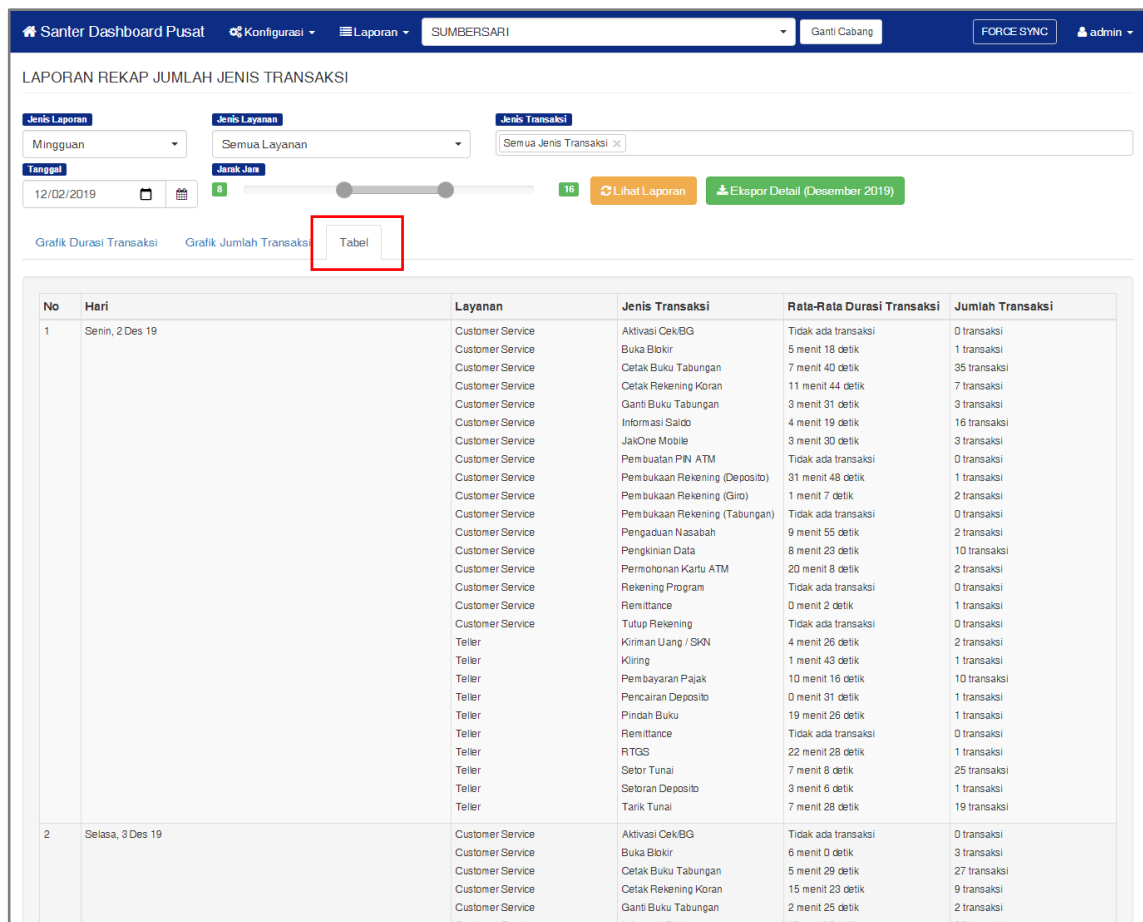 Santer Dashboard Pusat Konfigurasi Laporan SUMBERSARI Ganti Cabang FORCE SYNC admin
LAPORAN REKAP JUMLAH JENIS TRANSAKSI
Jenis Laporan Jenis Layanan Jenis Transaksi
Mingguan Semua Layanan Semua Jenis Transaksi ×
Tanggal Jarak Jam
12/02/2019 8 16 Lihat Laporan Ekspor Detail (Desember 2019)
Grafik Durasi Transaksi Grafik Jumlah Transaksi Tabel
No Hari Layanan Jenis Transaksi Rata-Rata Durasi Transaksi Jumlah Transaksi
1 Senin, 2 Des 19 Customer Service Aktivasi Cek/BG Tidak ada transaksi 0 transaksi
Customer Service Buka Blokir 5 menit 18 detik 1 transaksi
Customer Service Cetak Buku Tabungan 7 menit 40 detik 35 transaksi
Customer Service Cetak Rekening Koran 11 menit 44 detik 7 transaksi
Customer Service Ganti Buku Tabungan 3 menit 31 detik 3 transaksi
Customer Service Informasi Saldo 4 menit 19 detik 16 transaksi
Customer Service JakOne Mobile 3 menit 30 detik 3 transaksi
Customer Service Pembuatan PIN ATM Tidak ada transaksi 0 transaksi
Customer Service Pembukaan Rekening (Deposito) 31 menit 48 detik 1 transaksi
Customer Service Pembukaan Rekening (Giro) 1 menit 7 detik 2 transaksi
Customer Service Pembukaan Rekening (Tabungan) Tidak ada transaksi 0 transaksi
Customer Service Pengaduan Nasabah 9 menit 55 detik 2 transaksi
Customer Service Pengkinian Data 8 menit 23 detik 10 transaksi
Customer Service Permohonan Kartu ATM 20 menit 8 detik 2 transaksi
Customer Service Rekening Program Tidak ada transaksi 0 transaksi
Customer Service Remittance 0 menit 2 detik 1 transaksi
Customer Service Tutup Rekening Tidak ada transaksi 0 transaksi
Teller Kiriman Uang / SKN 4 menit 26 detik 2 transaksi
Teller Kliring 1 menit 43 detik 1 transaksi
Teller Pembayaran Pajak 10 menit 16 detik 10 transaksi
Teller Pencairan Deposito 0 menit 31 detik 1 transaksi
Teller Pindah Buku 19 menit 26 detik 1 transaksi
Teller Remittance Tidak ada transaksi 0 transaksi
Teller RTGS 22 menit 28 detik 1 transaksi
Teller Setor Tunai 7 menit 8 detik 25 transaksi
Teller Setoran Deposito 3 menit 6 detik 1 transaksi
Teller Tarik Tunai 7 menit 28 detik 19 transaksi
2 Selasa, 3 Des 19 Customer Service Aktivasi Cek/BG Tidak ada transaksi 0 transaksi
Customer Service Buka Blokir 6 menit 0 detik 3 transaksi
Customer Service Cetak Buku Tabungan 5 menit 29 detik 27 transaksi
Customer Service Cetak Rekening Koran 15 menit 23 detik 9 transaksi
Customer Service Ganti Buku Tabungan 2 menit 25 detik 2 transaksi